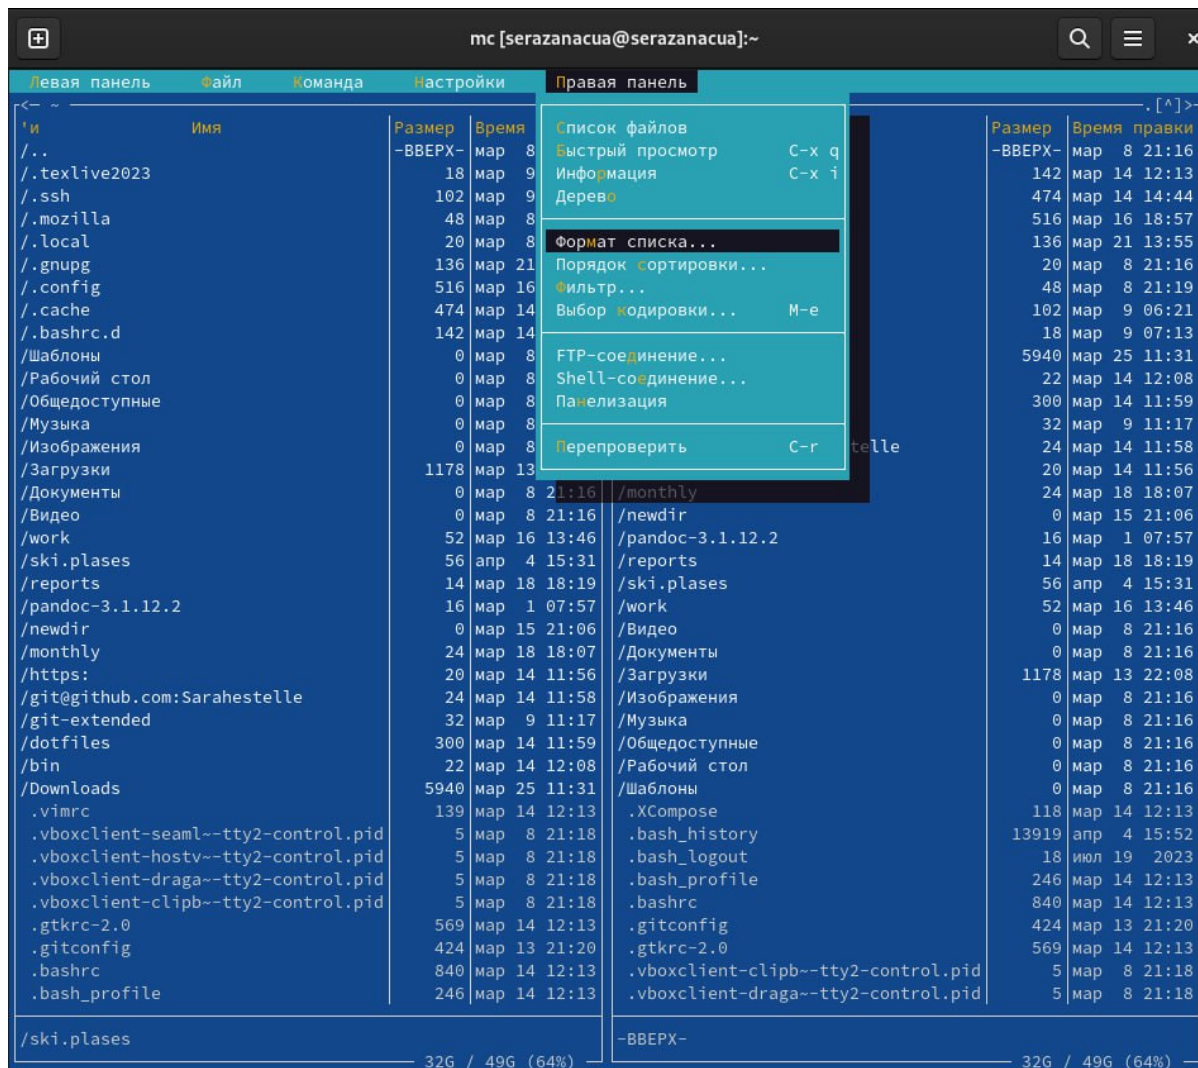 mc [serazanacua@serazanacua]:~
Левая панель Файл Команда Настройки Правая панель
<— ~ .[^]>
'и Имя Размер Время Размер Время правки
/.. -ВВЕРХ- мар 8 Список файлов -ВВЕРХ- мар 8 21:16
/.texlive2023 18 мар 9 Быстрый просмотр C-x q 142 мар 14 12:13
/.ssh 102 мар 9 Информация C-x i 474 мар 14 14:44
/.mozilla 48 мар 8 Дерево 516 мар 16 18:57
/.local 20 мар 8 Формат списка... 136 мар 21 13:55
/.gnupg 136 мар 21 Порядок сортировки... 20 мар 8 21:16
/.config 516 мар 16 Фильтр... 48 мар 8 21:19
/.cache 474 мар 14 Выбор кодировки... M-e 102 мар 9 06:21
/.bashrc.d 142 мар 14 18 мар 9 07:13
/Шаблоны 0 мар 8 FTP-соединение... 5940 мар 25 11:31
/Рабочий стол 0 мар 8 Shell-соединение... 22 мар 14 12:08
/Общедоступные 0 мар 8 Панелизация 300 мар 14 11:59
/Музыка 0 мар 8 32 мар 9 11:17
/Изображения 0 мар 8 Перепроверить C-r telle 24 мар 14 11:58
/Загрузки 1178 мар 13 20 мар 14 11:56
/Документы 0 мар 8 21:16 /monthly 24 мар 18 18:07
/Видео 0 мар 8 21:16 /newdir 0 мар 15 21:06
/work 52 мар 16 13:46 /pandoc-3.1.12.2 16 мар 1 07:57
/ski.plases 56 апр 4 15:31 /reports 14 мар 18 18:19
/reports 14 мар 18 18:19 /ski.plases 56 апр 4 15:31
/pandoc-3.1.12.2 16 мар 1 07:57 /work 52 мар 16 13:46
/newdir 0 мар 15 21:06 /Видео 0 мар 8 21:16
/monthly 24 мар 18 18:07 /Документы 0 мар 8 21:16
/https: 20 мар 14 11:56 /Загрузки 1178 мар 13 22:08
/git@github.com:Sarahestelle 24 мар 14 11:58 /Изображения 0 мар 8 21:16
/git-extended 32 мар 9 11:17 /Музыка 0 мар 8 21:16
/dotfiles 300 мар 14 11:59 /Общедоступные 0 мар 8 21:16
/bin 22 мар 14 12:08 /Рабочий стол 0 мар 8 21:16
/Downloads 5940 мар 25 11:31 /Шаблоны 0 мар 8 21:16
.vimrc 139 мар 14 12:13 .XCompose 118 мар 14 12:13
.vboxclient-seaml~-tty2-control.pid 5 мар 8 21:18 .bash_history 13919 апр 4 15:52
.vboxclient-hostv~-tty2-control.pid 5 мар 8 21:18 .bash_logout 18 июл 19 2023
.vboxclient-draga~-tty2-control.pid 5 мар 8 21:18 .bash_profile 246 мар 14 12:13
.vboxclient-clipb~-tty2-control.pid 5 мар 8 21:18 .bashrc 840 мар 14 12:13
.gtkrc-2.0 569 мар 14 12:13 .gitconfig 424 мар 13 21:20
.gitconfig 424 мар 13 21:20 .gtkrc-2.0 569 мар 14 12:13
.bashrc 840 мар 14 12:13 .vboxclient-clipb~-tty2-control.pid 5 мар 8 21:18
.bash_profile 246 мар 14 12:13 .vboxclient-draga~-tty2-control.pid 5 мар 8 21:18
/ski.plases -ВВЕРХ-
32G / 49G (64%) 32G / 49G (64%)